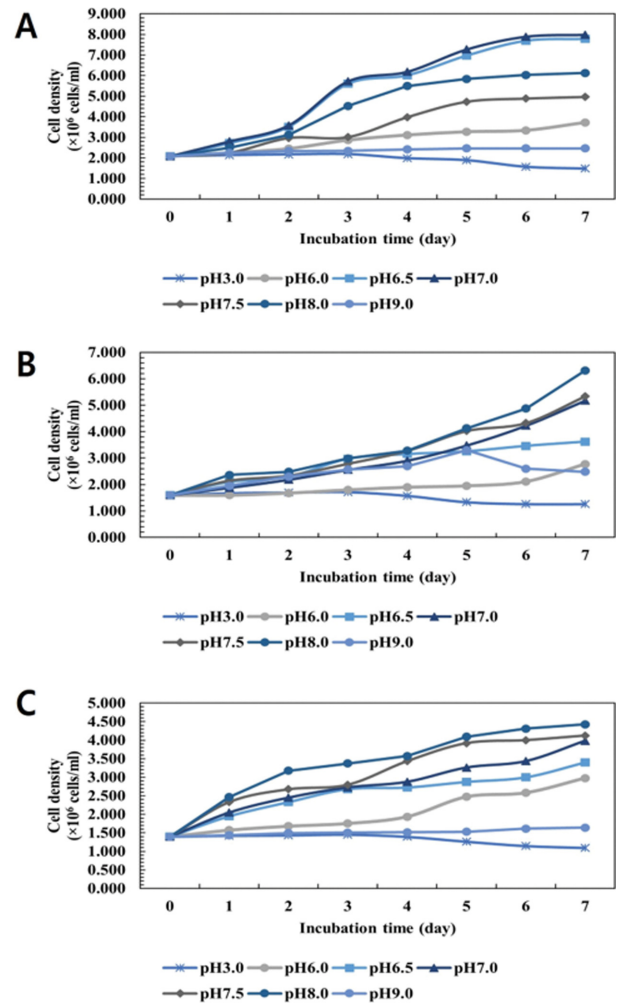 A
9.000
8.000
7.000
6.000
5.000
4.000
3.000
2.000
1.000
0.000
Cell density
(×10⁶ cells/ml)
0 1 2 3 4 5 6 7
Incubation time (day)
pH3.0 pH6.0 pH6.5 pH7.0
pH7.5 pH8.0 pH9.0
B
7.000
6.000
5.000
4.000
3.000
2.000
1.000
0.000
Cell density
(×10⁶ cells/ml)
0 1 2 3 4 5 6 7
Incubation time (day)
pH3.0 pH6.0 pH6.5 pH7.0
pH7.5 pH8.0 pH9.0
C
5.000
4.500
4.000
3.500
3.000
2.500
2.000
1.500
1.000
0.500
0.000
Cell density
(×10⁶ cells/ml)
0 1 2 3 4 5 6 7
Incubation time (day)
pH3.0 pH6.0 pH6.5 pH7.0
pH7.5 pH8.0 pH9.0